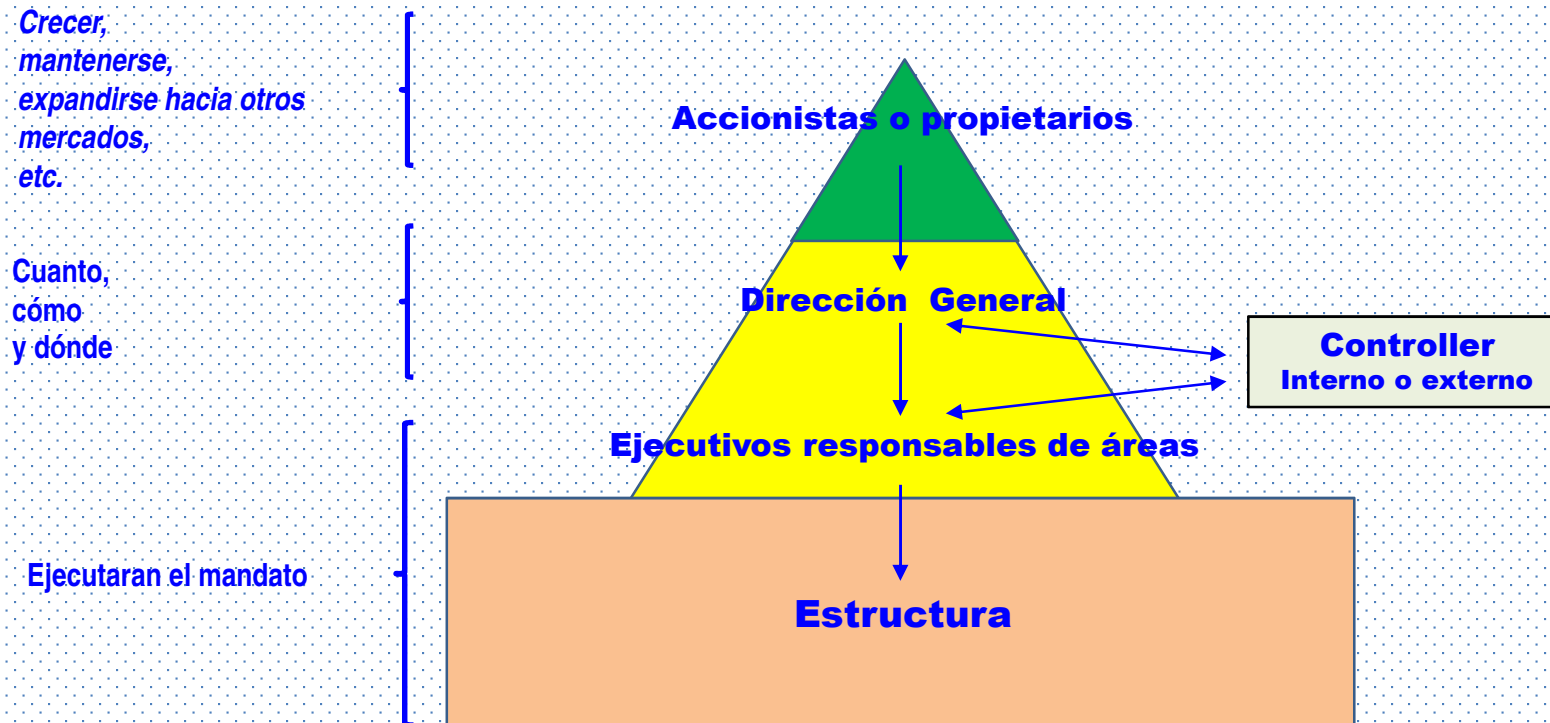 Crecer,
mantenerse,
expandirse hacia otros
mercados,
etc.
Accionistas o propietarios
Cuanto,
cómo
y dónde
Dirección General
Controller
Interno o externo
Ejecutivos responsables de áreas
Ejecutaran el mandato
Estructura